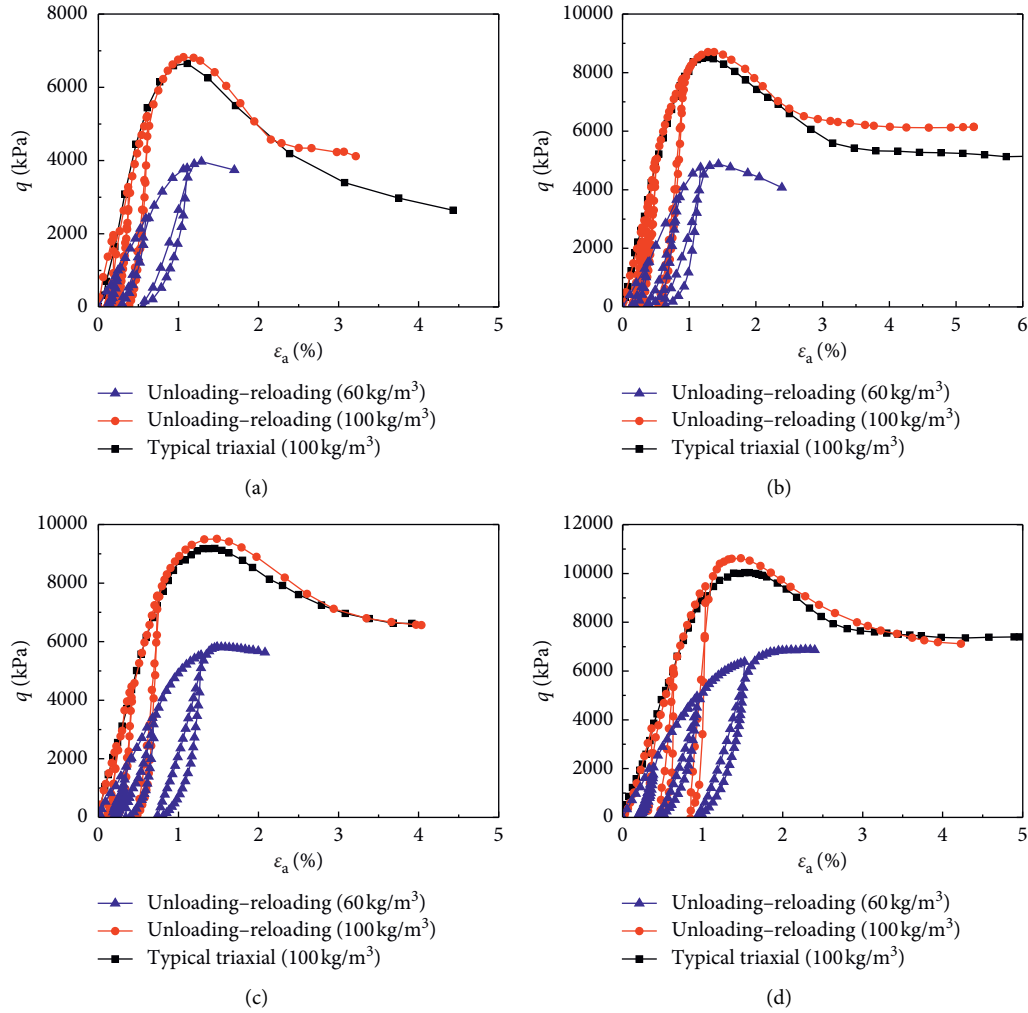 8000
6000
4000
2000
0
q (kPa)
0 1 2 3 4 5
εa (%)
Unloading–reloading (60 kg/m³)
Unloading–reloading (100 kg/m³)
Typical triaxial (100 kg/m³)
(a)
10000
8000
6000
4000
2000
0
q (kPa)
0 1 2 3 4 5 6
εa (%)
Unloading–reloading (60 kg/m³)
Unloading–reloading (100 kg/m³)
Typical triaxial (100 kg/m³)
(b)
10000
8000
6000
4000
2000
0
q (kPa)
0 1 2 3 4 5
εa (%)
Unloading–reloading (60 kg/m³)
Unloading–reloading (100 kg/m³)
Typical triaxial (100 kg/m³)
(c)
12000
10000
8000
6000
4000
2000
0
q (kPa)
0 1 2 3 4 5
εa (%)
Unloading–reloading (60 kg/m³)
Unloading–reloading (100 kg/m³)
Typical triaxial (100 kg/m³)
(d)